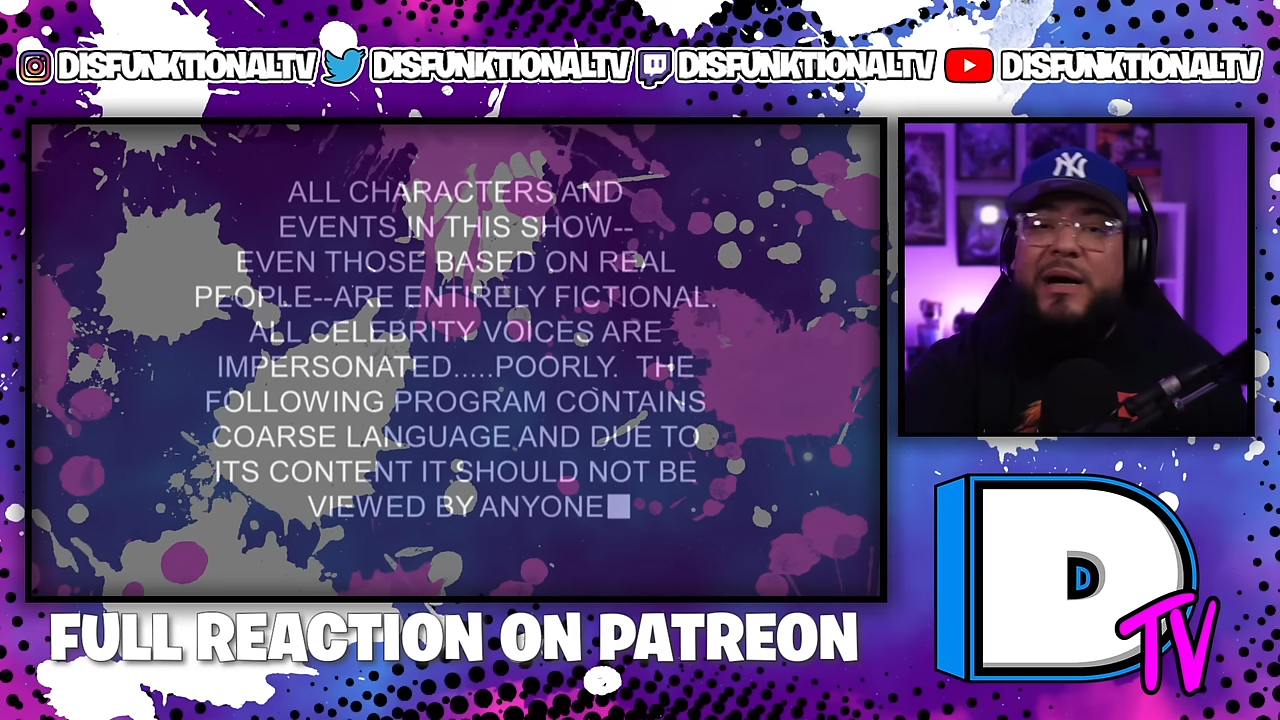 DISFUNKTIONALTV DISFUNKTIONALTV DISFUNKTIONALTV DISFUNKTIONALTV
ALL CHARACTERS AND
EVENTS IN THIS SHOW--
EVEN THOSE BASED ON REAL
PEOPLE--ARE ENTIRELY FICTIONAL.
ALL CELEBRITY VOICES ARE
IMPERSONATED.....POORLY. THE
FOLLOWING PROGRAM CONTAINS
COARSE LANGUAGE AND DUE TO
ITS CONTENT IT SHOULD NOT BE
VIEWED BY ANYONE
NY
FULL REACTION ON PATREON
D
D
TV